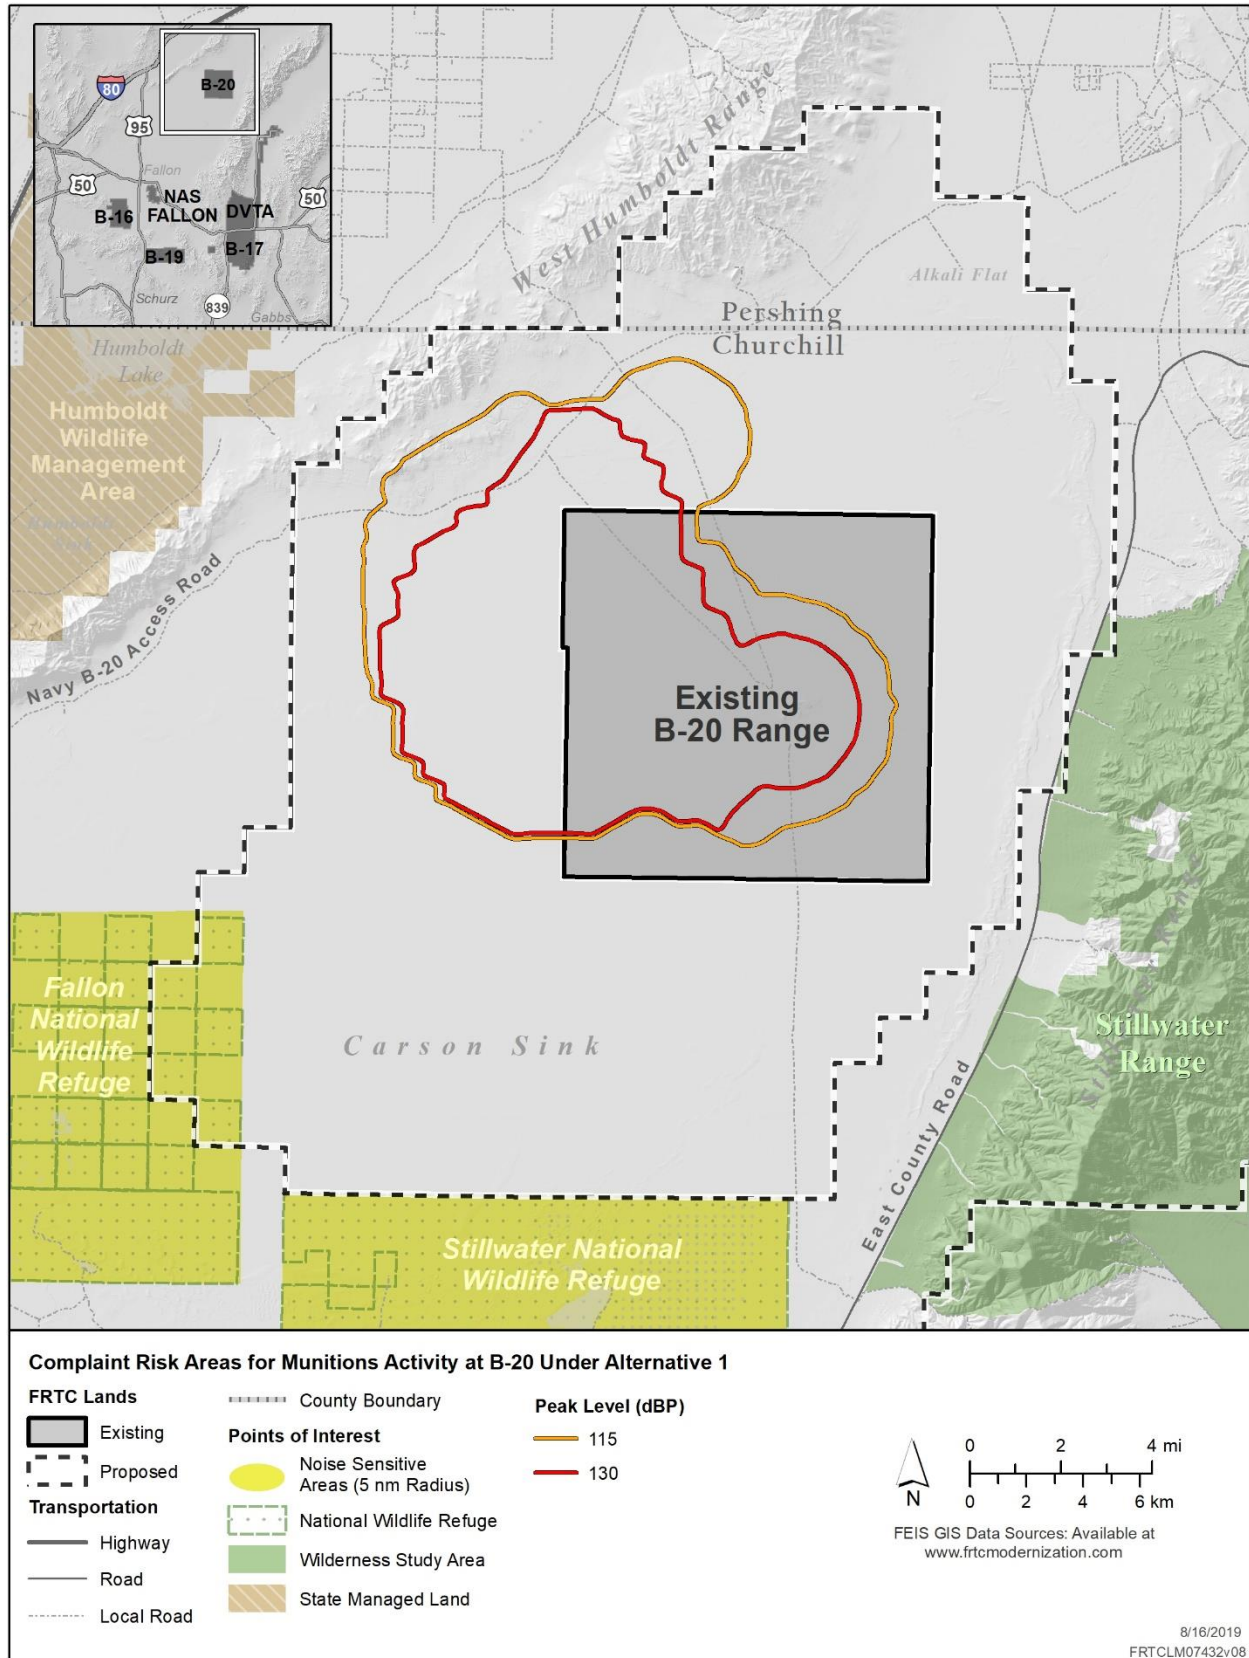 B-20
80
95
Fallon
50
NAS
FALLON
DVTA
50
B-16
B-19
B-17
Schurz
839
Gabbs
West Humboldt Range
Alkali Flat
Pershing
Churchill
Humboldt
Lake
Humboldt
Wildlife
Management
Area
Humboldt
Sink
Navy B-20 Access Road
Existing
B-20 Range
Fallon
National
Wildlife
Refuge
Carson Sink
Stillwater Range
Stillwater
Range
East County Road
Stillwater National
Wildlife Refuge
Complaint Risk Areas for Munitions Activity at B-20 Under Alternative 1
FRTC Lands
Existing
Proposed
Transportation
Highway
Road
Local Road
County Boundary
Points of Interest
Noise Sensitive
Areas (5 nm Radius)
National Wildlife Refuge
Wilderness Study Area
State Managed Land
Peak Level (dBP)
115
130
N
0 2 4 mi
0 2 4 6 km
FEIS GIS Data Sources: Available at
www.frtcmodernization.com
8/16/2019
FRTCLM07432v08